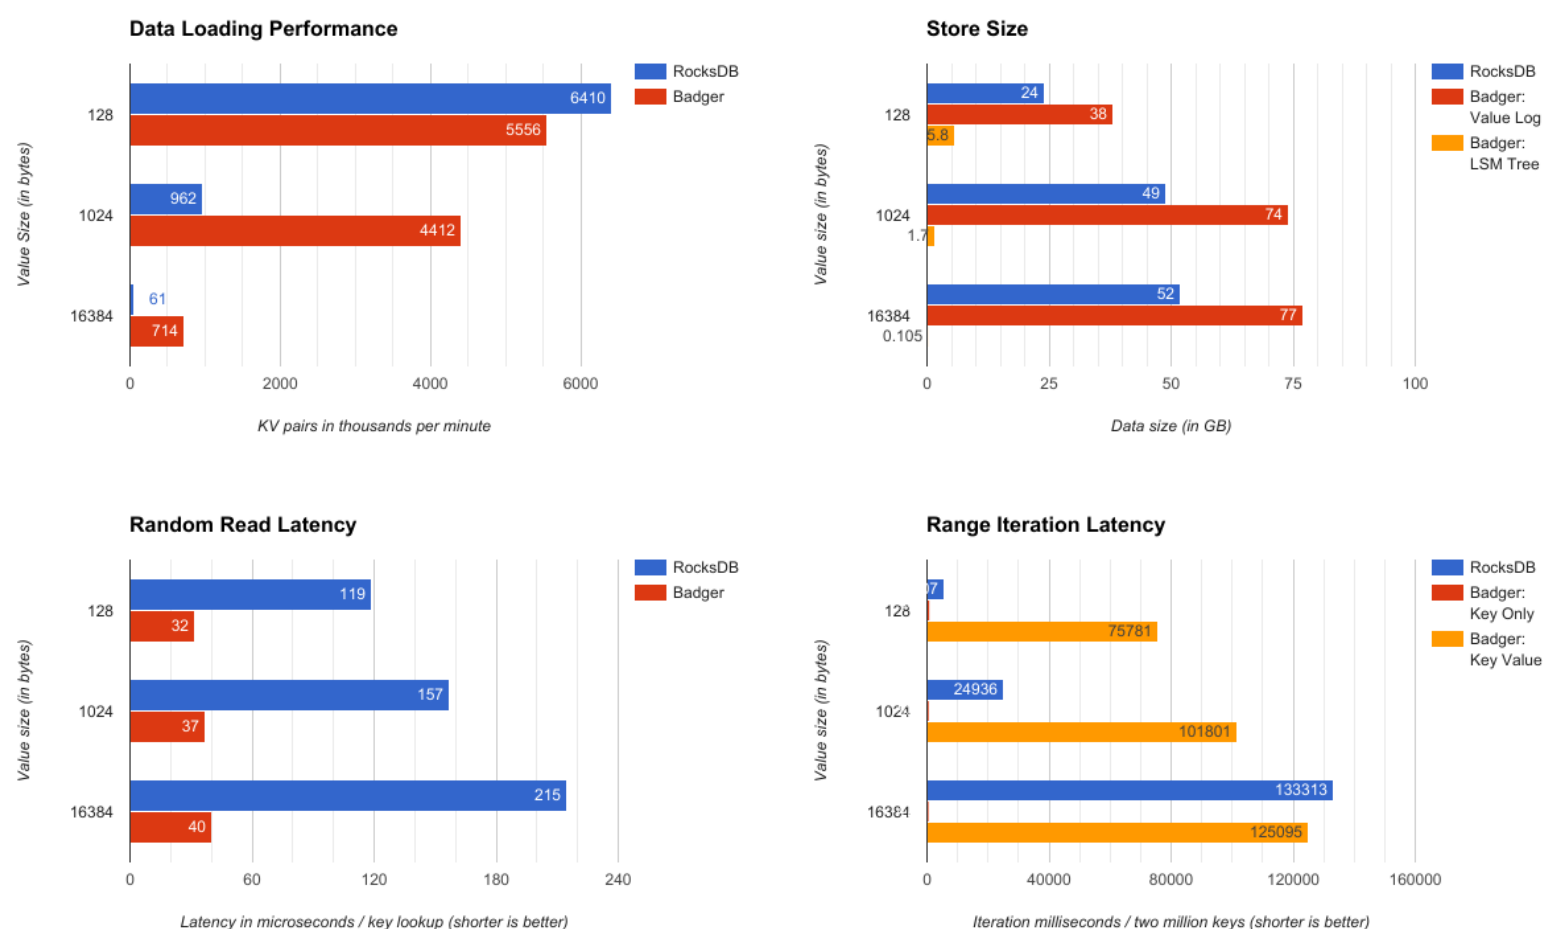 Data Loading Performance
RocksDB
Badger
Value Size (in bytes)
128
6410
5556
1024
962
4412
16384
61
714
0 2000 4000 6000
KV pairs in thousands per minute
Store Size
RocksDB
Badger:
Value Log
Badger:
LSM Tree
Value size (in bytes)
128
24
38
5.8
1024
49
74
1.7
16384
52
77
0.105
0 25 50 75 100
Data size (in GB)
Random Read Latency
RocksDB
Badger
Value size (in bytes)
128
119
32
1024
157
37
16384
215
40
0 60 120 180 240
Latency in microseconds / key lookup (shorter is better)
Range Iteration Latency
RocksDB
Badger:
Key Only
Badger:
Key Value
Value size (in bytes)
128
75781
1024
24936
101801
16384
133313
125095
0 40000 80000 120000 160000
Iteration milliseconds / two million keys (shorter is better)